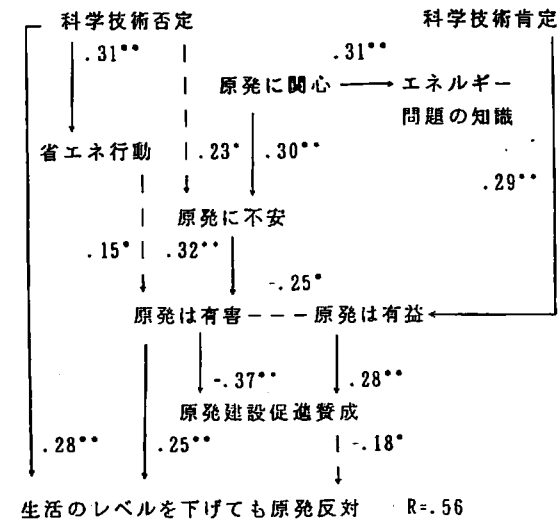 科学技術否定 科学技術肯定
.31** .31**
原発に関心 エネルギー
問題の知識
省エネ行動 .23* .30**
.29**
原発に不安
.15* .32**
-.25*
原発は有害 原発は有益
-.37** .28**
原発建設促進賛成
.28** .25** -.18*
生活のレベルを下げても原発反対 R=.56